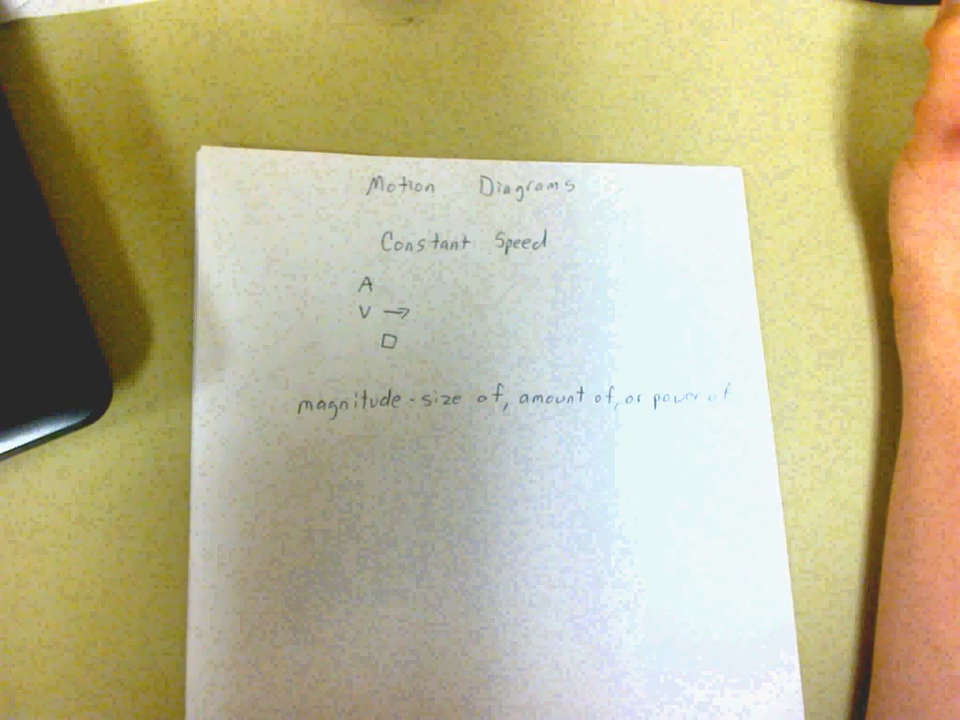 Motion Diagrams
Constant Speed
A
V →
magnitude - size of, amount of, or power of